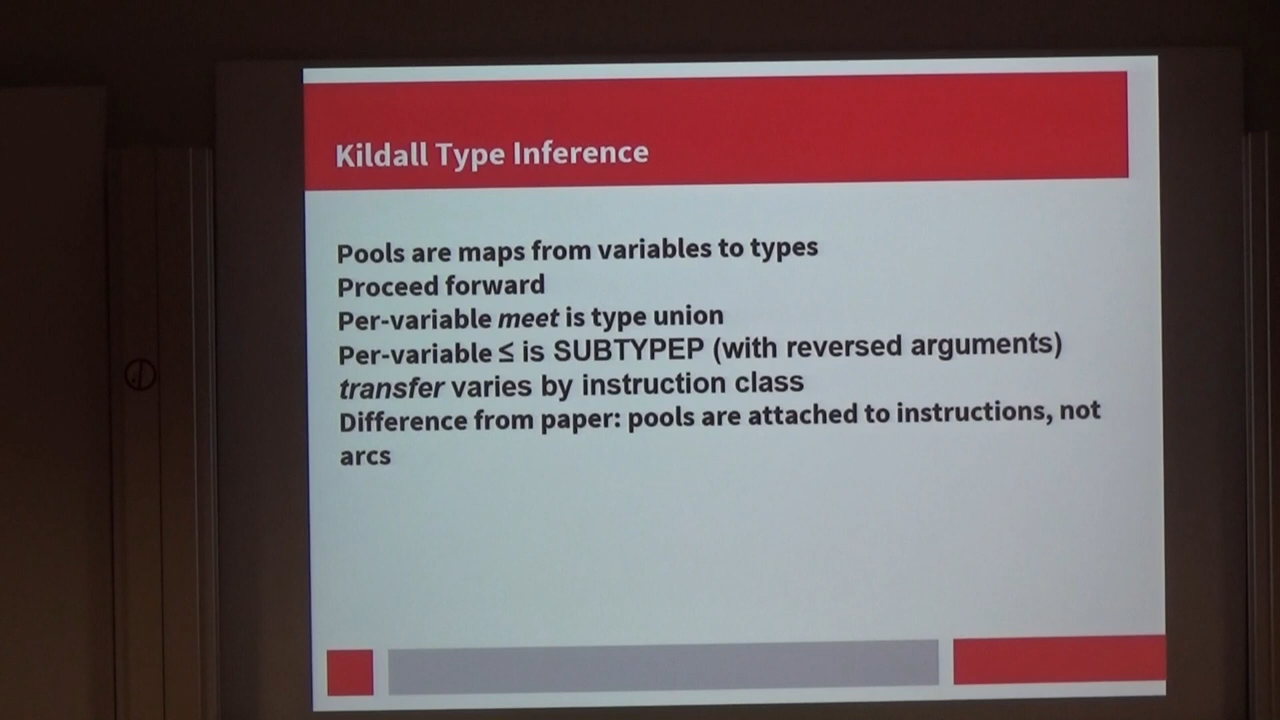 Kildall Type Inference
Pools are maps from variables to types
Proceed forward
Per-variable meet is type union
Per-variable ≤ is SUBTYPEP (with reversed arguments)
transfer varies by instruction class
Difference from paper: pools are attached to instructions, not
arcs